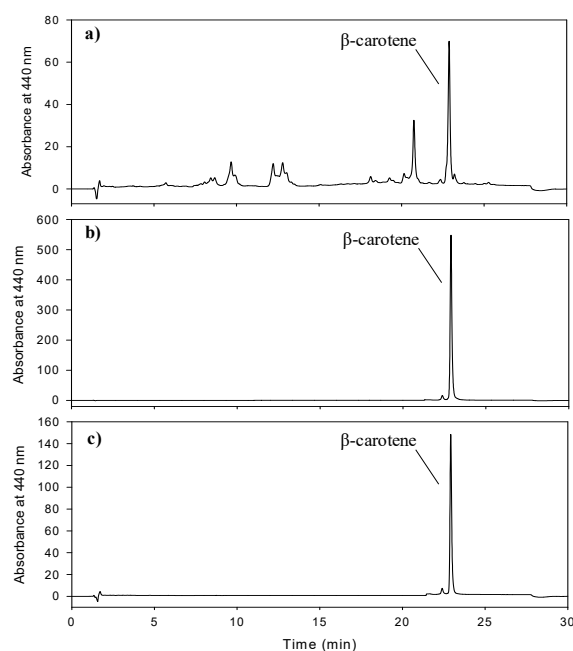 80
a)
β-carotene
60
40
20
0
Absorbance at 440 nm
600
b)
β-carotene
500
400
300
200
100
0
Absorbance at 440 nm
160
c)
β-carotene
140
120
100
80
60
40
20
0
Absorbance at 440 nm
0 5 10 15 20 25 30
Time (min)